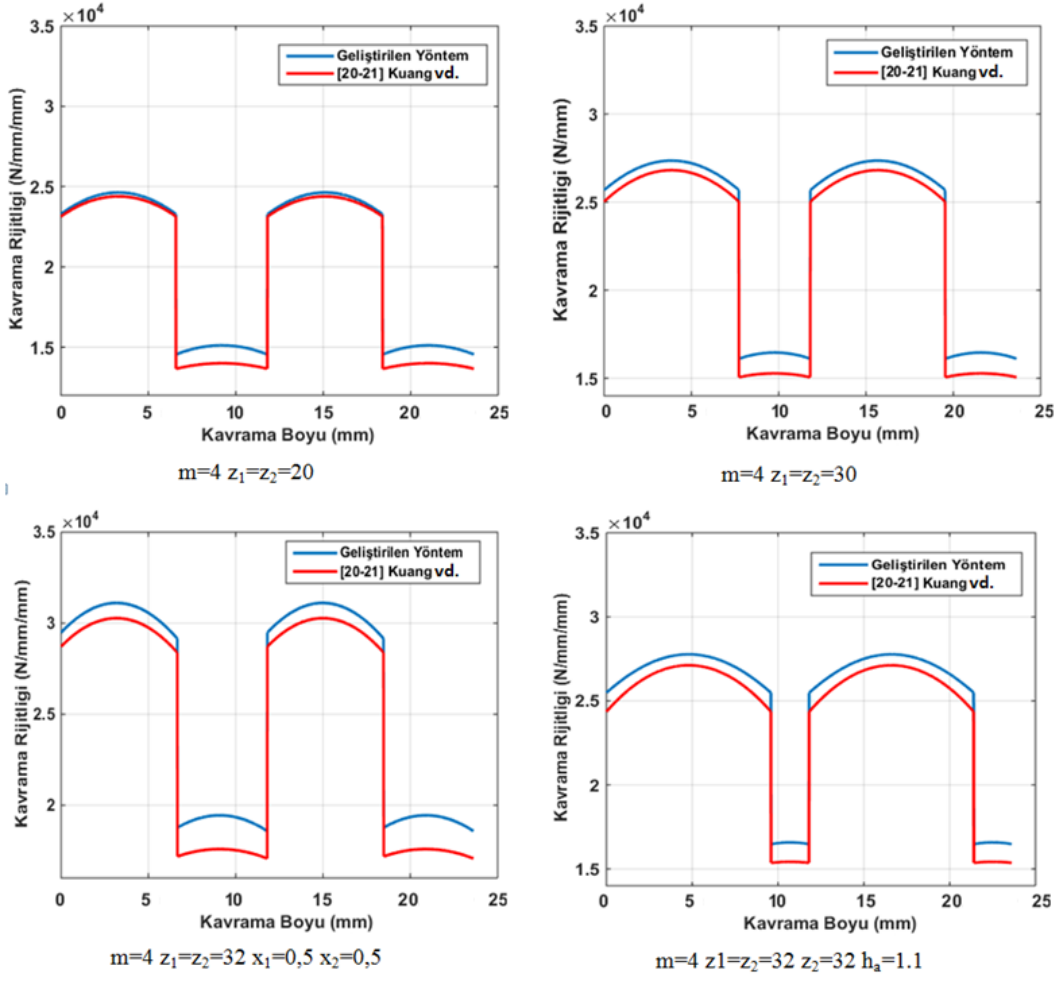 ×10⁴
3.5
3
2.5
2
1.5
Kavrama Rijitligi (N/mm/mm)
Geliştirilen Yöntem
[20-21] Kuang vd.
0 5 10 15 20 25
Kavrama Boyu (mm)
m=4 z₁=z₂=20
×10⁴
3.5
3
2.5
2
1.5
Kavrama Rijitligi (N/mm/mm)
Geliştirilen Yöntem
[20-21] Kuang vd.
0 5 10 15 20 25
Kavrama Boyu (mm)
m=4 z₁=z₂=30
×10⁴
3.5
3
2.5
2
Kavrama Rijitligi (N/mm/mm)
Geliştirilen Yöntem
[20-21] Kuang vd.
0 5 10 15 20 25
Kavrama Boyu (mm)
m=4 z₁=z₂=32 x₁=0,5 x₂=0,5
×10⁴
3.5
3
2.5
2
1.5
Kavrama Rijitligi (N/mm/mm)
Geliştirilen Yöntem
[20-21] Kuang vd.
0 5 10 15 20 25
Kavrama Boyu (mm)
m=4 z1=z₂=32 z₂=32 hₐ=1.1